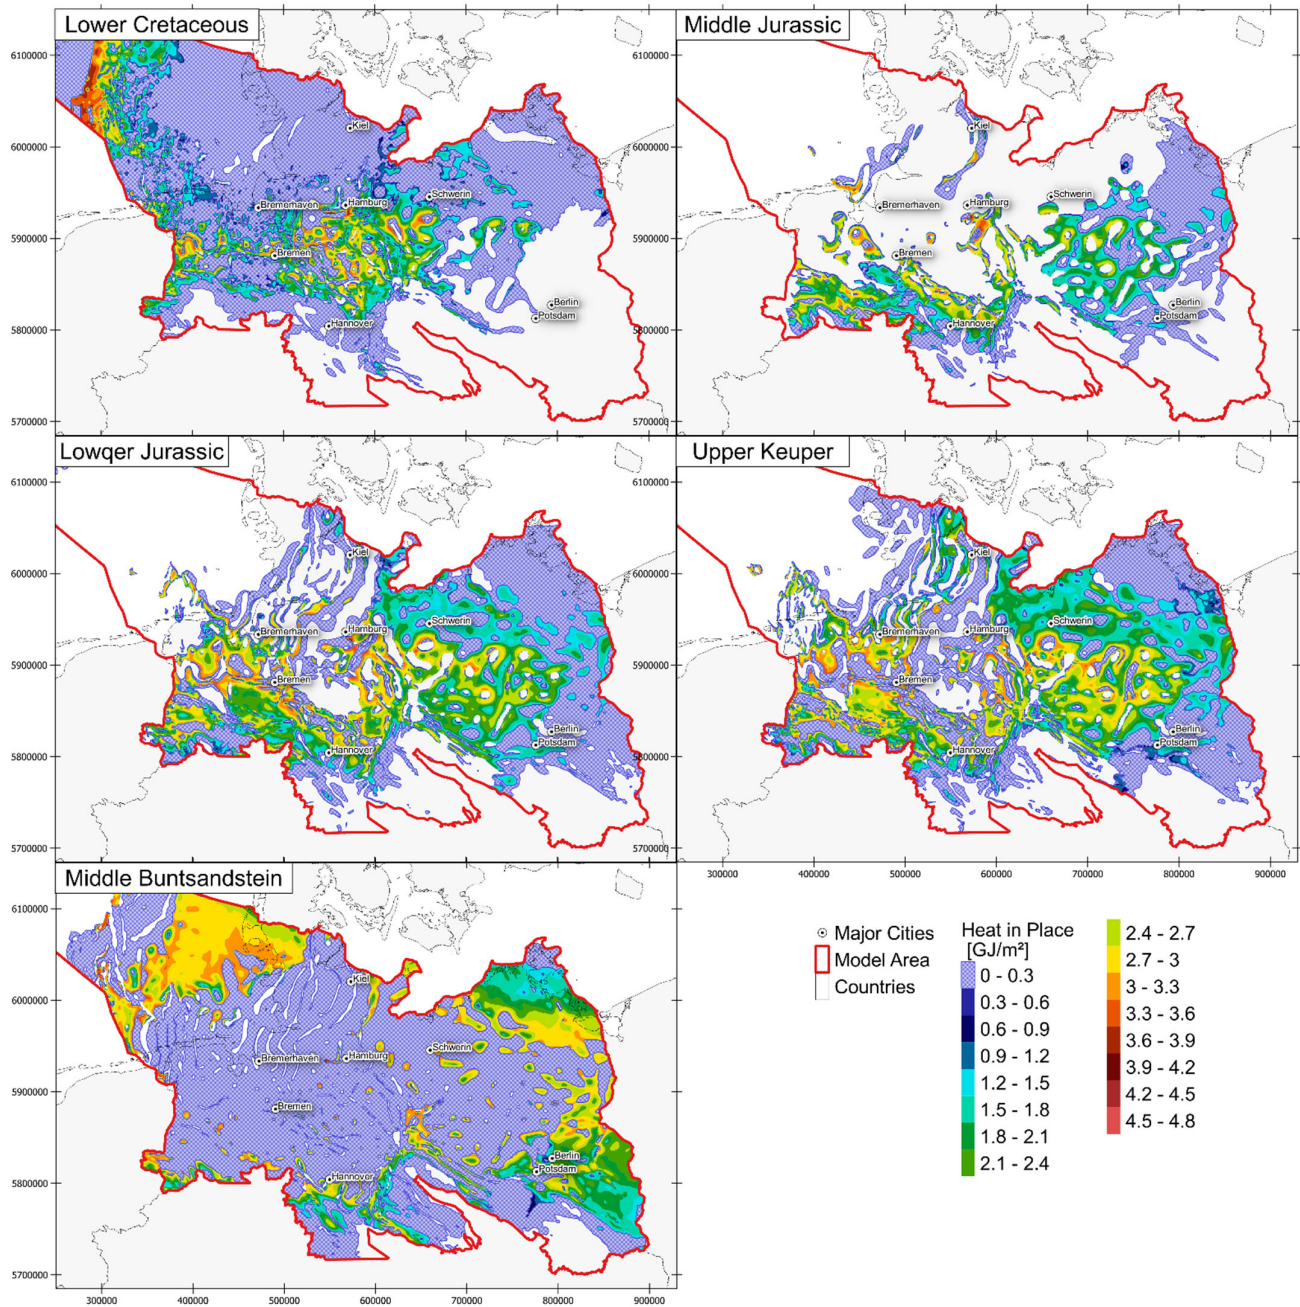 Lower Cretaceous
Middle Jurassic
6100000
6000000
5900000
5800000
5700000
Kiel
Schwerin
Bremerhaven
Hamburg
Bremen
Berlin
Potsdam
Hannover
6100000
6000000
5900000
5800000
5700000
Kiel
Schwerin
Bremerhaven
Hamburg
Bremen
Berlin
Potsdam
Hannover
Lowqer Jurassic
Upper Keuper
6100000
6000000
5900000
5800000
5700000
Kiel
Schwerin
Bremerhaven
Hamburg
Bremen
Berlin
Potsdam
Hannover
6100000
6000000
5900000
5800000
5700000
Kiel
Schwerin
Bremerhaven
Hamburg
Bremen
Berlin
Potsdam
Hannover
300000 400000 500000 600000 700000 800000 900000
Middle Buntsandstein
6100000
6000000
5900000
5800000
5700000
Kiel
Schwerin
Bremerhaven
Hamburg
Bremen
Berlin
Potsdam
Hannover
300000 400000 500000 600000 700000 800000 900000
Major Cities
Model Area
Countries
Heat in Place
[GJ/m²]
0 - 0.3
0.3 - 0.6
0.6 - 0.9
0.9 - 1.2
1.2 - 1.5
1.5 - 1.8
1.8 - 2.1
2.1 - 2.4
2.4 - 2.7
2.7 - 3
3 - 3.3
3.3 - 3.6
3.6 - 3.9
3.9 - 4.2
4.2 - 4.5
4.5 - 4.8